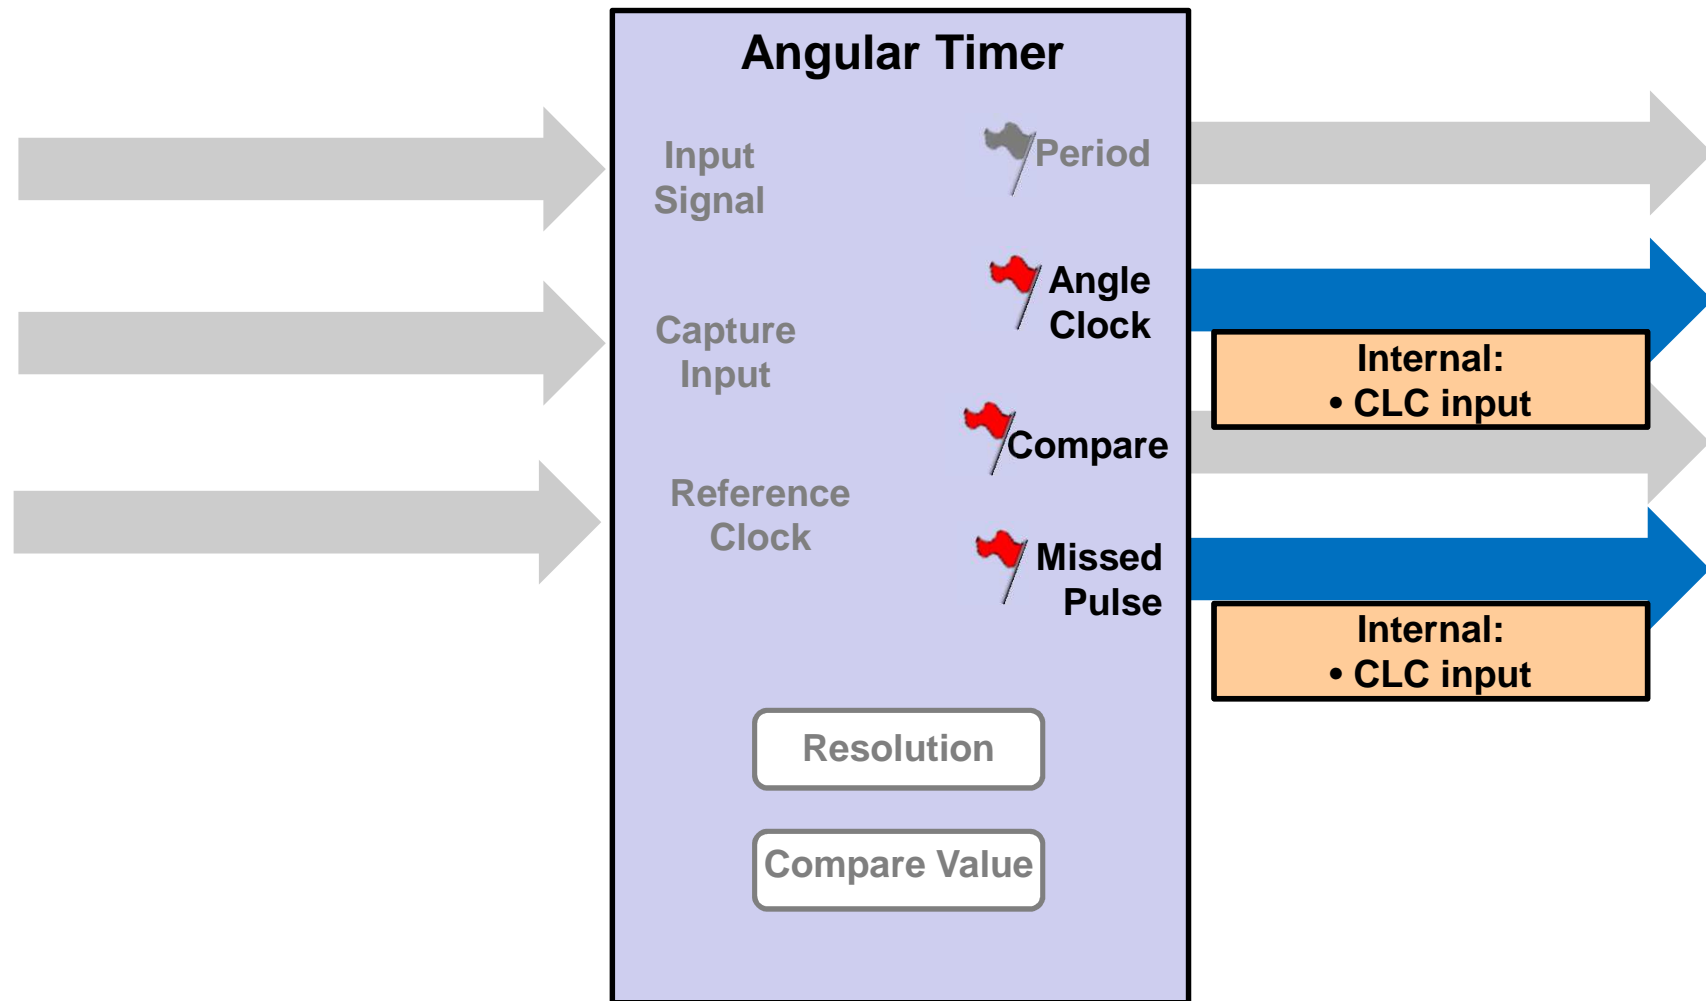 Angular Timer
Input
Signal
Period
Angle
Clock
Internal:
• CLC input
Capture
Input
Compare
Reference
Clock
Missed
Pulse
Internal:
• CLC input
Resolution
Compare Value